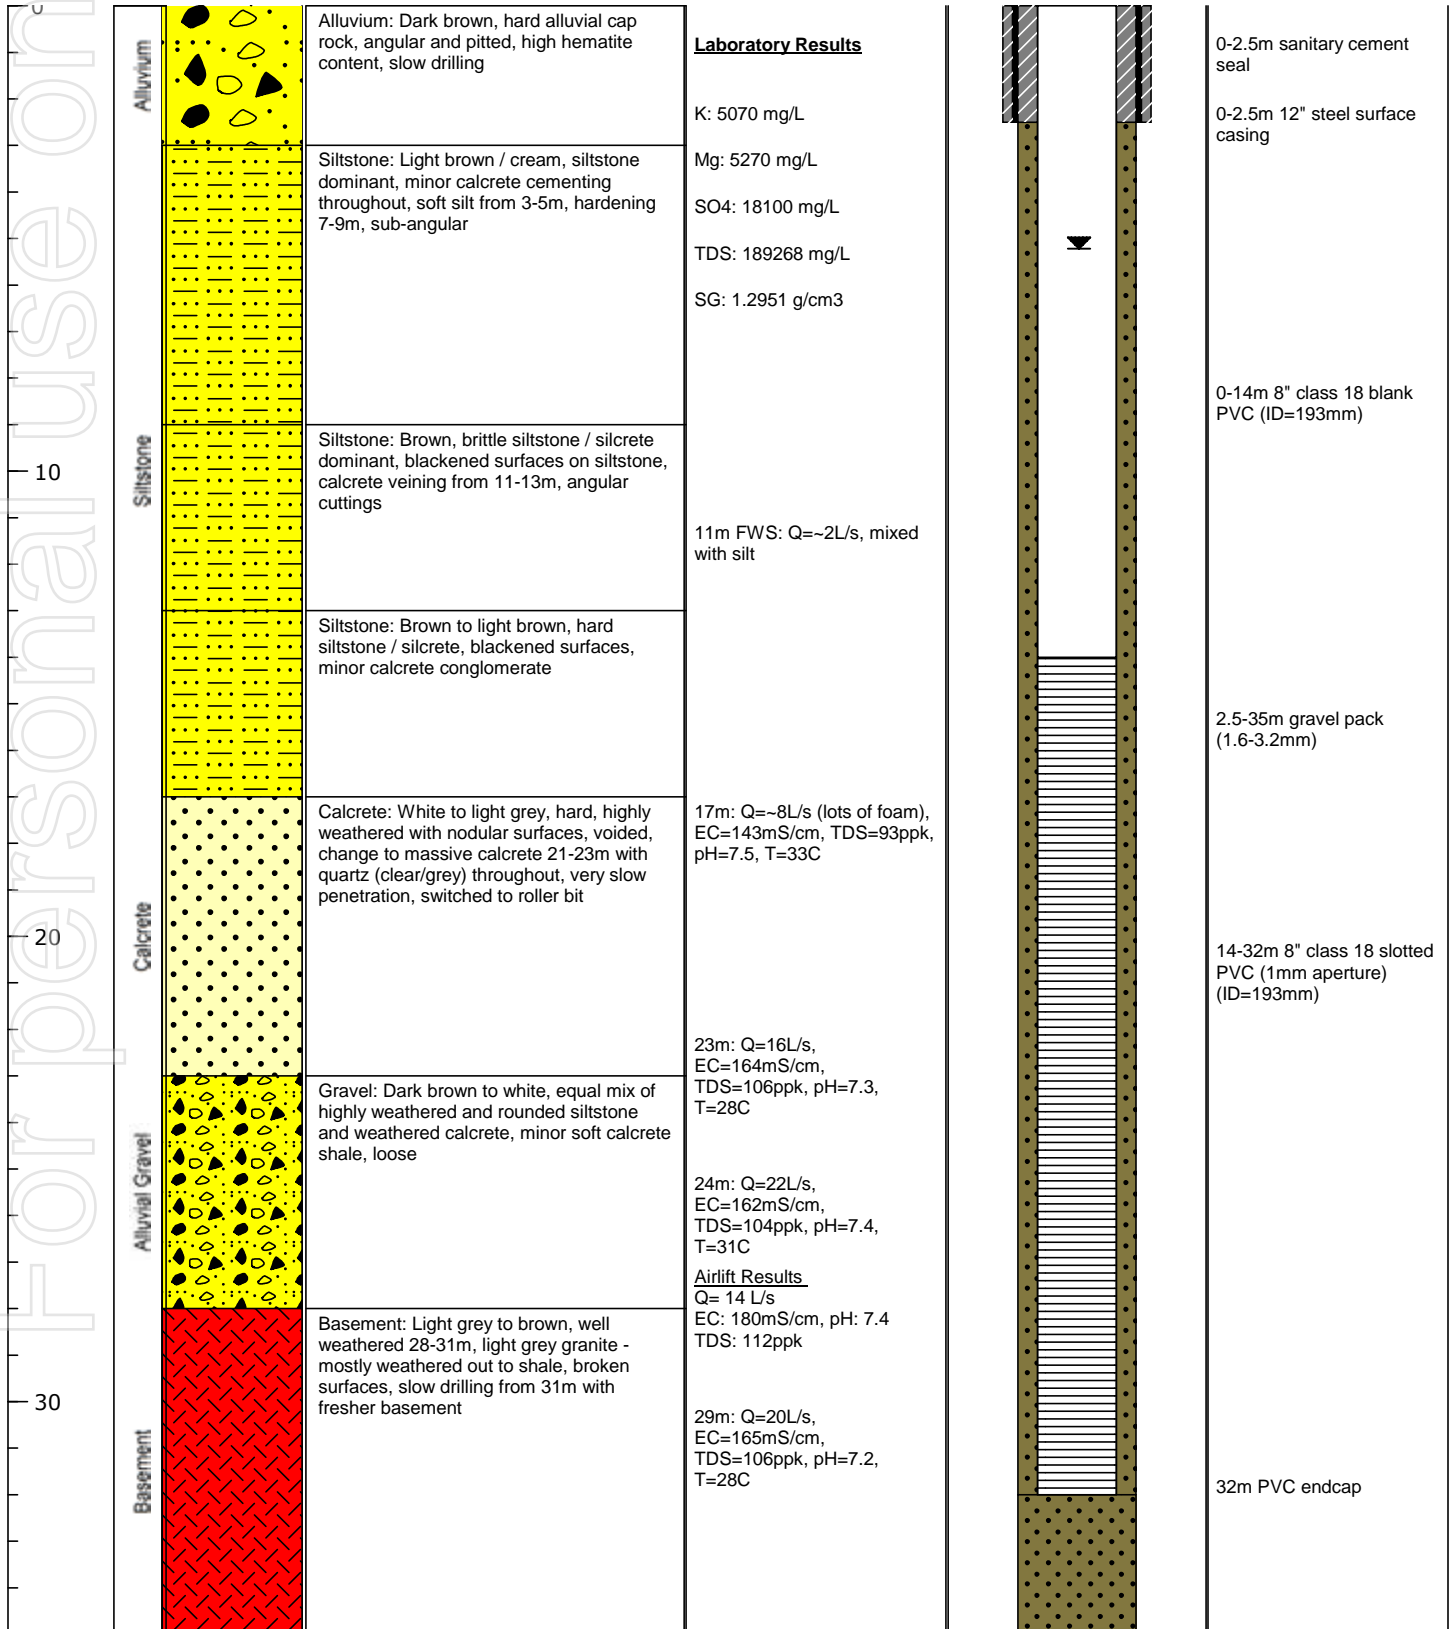 For personal use on
0
10
20
30
Alluvium
Siltstone
Calcrete
Alluvial Gravel
Basement
Alluvium: Dark brown, hard alluvial cap
rock, angular and pitted, high hematite
content, slow drilling
Siltstone: Light brown / cream, siltstone
dominant, minor calcrete cementing
throughout, soft silt from 3-5m, hardening
7-9m, sub-angular
Siltstone: Brown, brittle siltstone / silcrete
dominant, blackened surfaces on siltstone,
calcrete veining from 11-13m, angular
cuttings
Siltstone: Brown to light brown, hard
siltstone / silcrete, blackened surfaces,
minor calcrete conglomerate
Calcrete: White to light grey, hard, highly
weathered with nodular surfaces, voided,
change to massive calcrete 21-23m with
quartz (clear/grey) throughout, very slow
penetration, switched to roller bit
Gravel: Dark brown to white, equal mix of
highly weathered and rounded siltstone
and weathered calcrete, minor soft calcrete
shale, loose
Basement: Light grey to brown, well
weathered 28-31m, light grey granite -
mostly weathered out to shale, broken
surfaces, slow drilling from 31m with
fresher basement
Laboratory Results
K: 5070 mg/L
Mg: 5270 mg/L
SO4: 18100 mg/L
TDS: 189268 mg/L
SG: 1.2951 g/cm3
11m FWS: Q=~2L/s, mixed
with silt
17m: Q=~8L/s (lots of foam),
EC=143mS/cm, TDS=93ppk,
pH=7.5, T=33C
23m: Q=16L/s,
EC=164mS/cm,
TDS=106ppk, pH=7.3,
T=28C
24m: Q=22L/s,
EC=162mS/cm,
TDS=104ppk, pH=7.4,
T=31C
Airlift Results
Q= 14 L/s
EC: 180mS/cm, pH: 7.4
TDS: 112ppk
29m: Q=20L/s,
EC=165mS/cm,
TDS=106ppk, pH=7.2,
T=28C
0-2.5m sanitary cement
seal
0-2.5m 12" steel surface
casing
0-14m 8" class 18 blank
PVC (ID=193mm)
2.5-35m gravel pack
(1.6-3.2mm)
14-32m 8" class 18 slotted
PVC (1mm aperture)
(ID=193mm)
32m PVC endcap